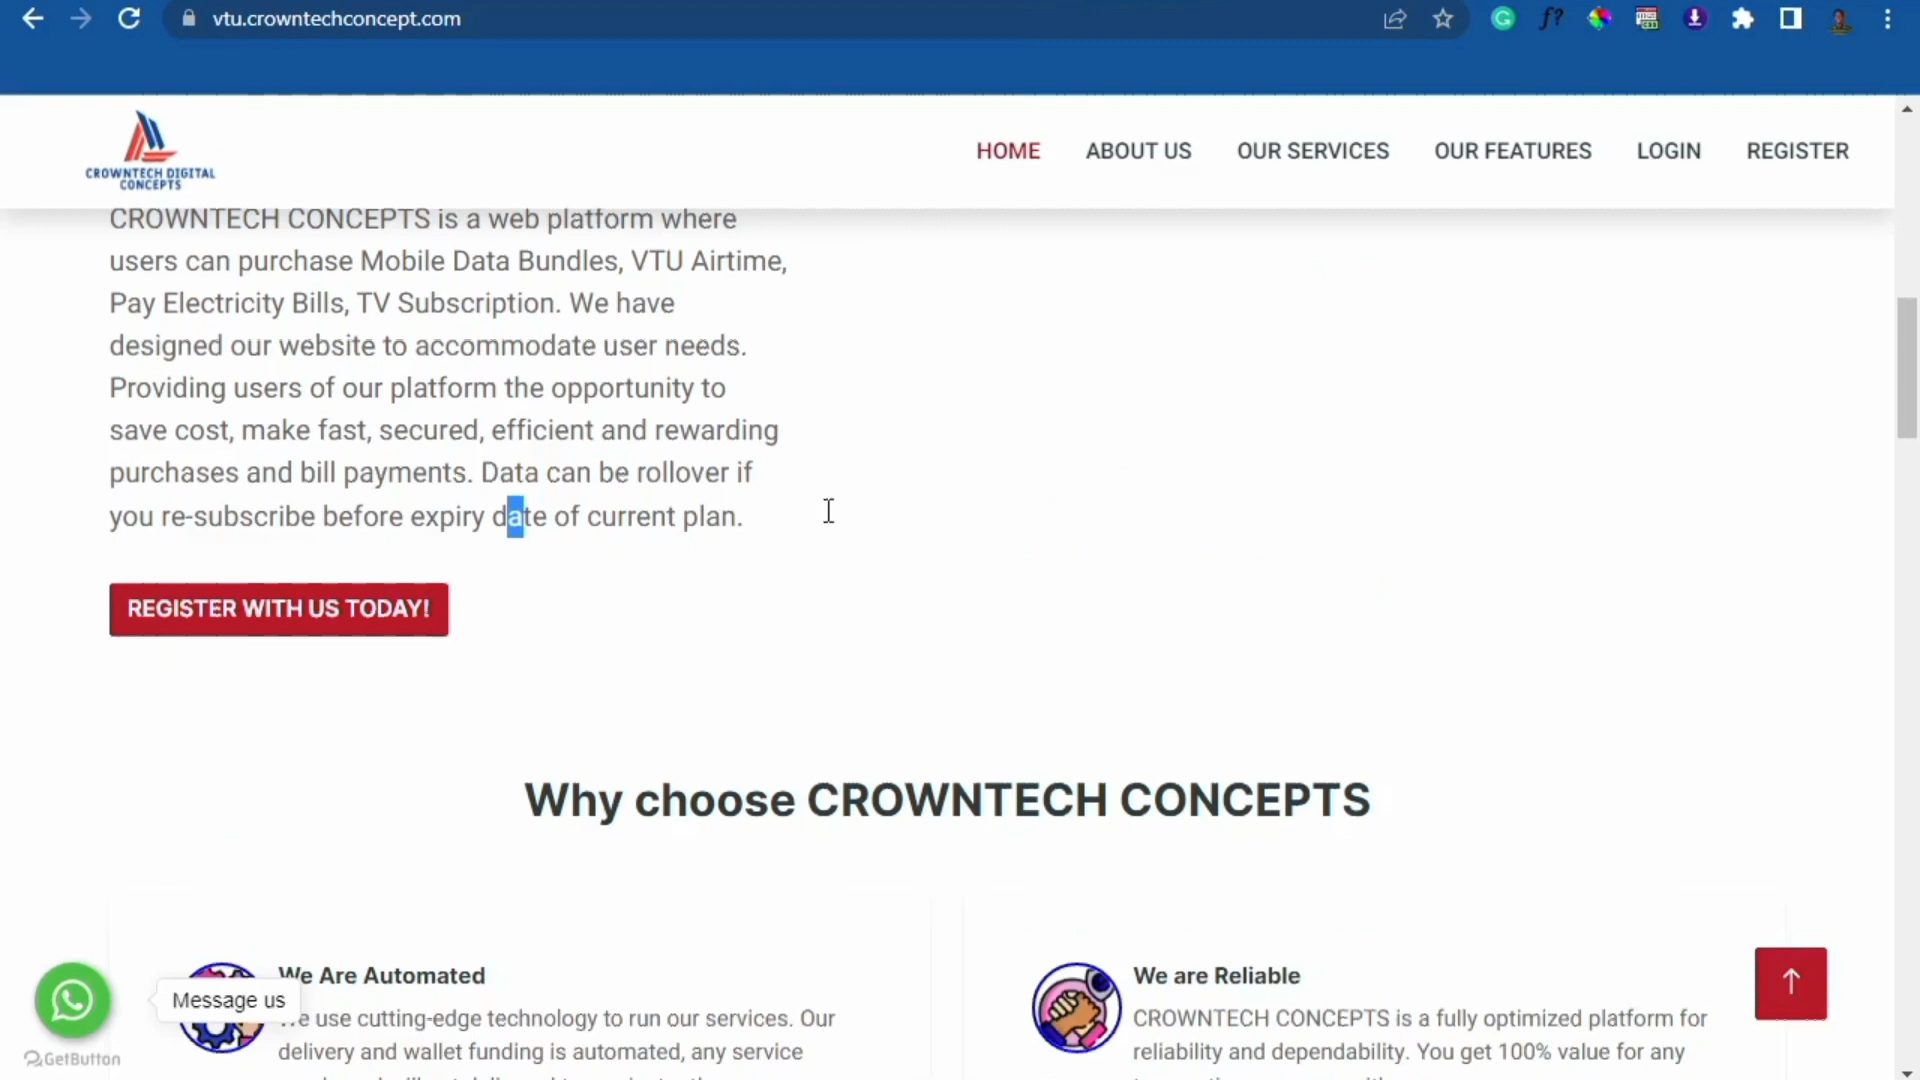 vtu.crowntechconcept.com
CROWNTECH DIGITAL
CONCEPTS
HOME
ABOUT US
OUR SERVICES
OUR FEATURES
LOGIN
REGISTER
CROWNTECH CONCEPTS is a web platform where
users can purchase Mobile Data Bundles, VTU Airtime,
Pay Electricity Bills, TV Subscription. We have
designed our website to accommodate user needs.
Providing users of our platform the opportunity to
save cost, make fast, secured, efficient and rewarding
purchases and bill payments. Data can be rollover if
you re-subscribe before expiry date of current plan.
REGISTER WITH US TODAY!
Why choose CROWNTECH CONCEPTS
We Are Automated
use cutting-edge technology to run our services. Our
delivery and wallet funding is automated, any service
We are Reliable
CROWNTECH CONCEPTS is a fully optimized platform for
reliability and dependability. You get 100% value for any
Message us
GetButton